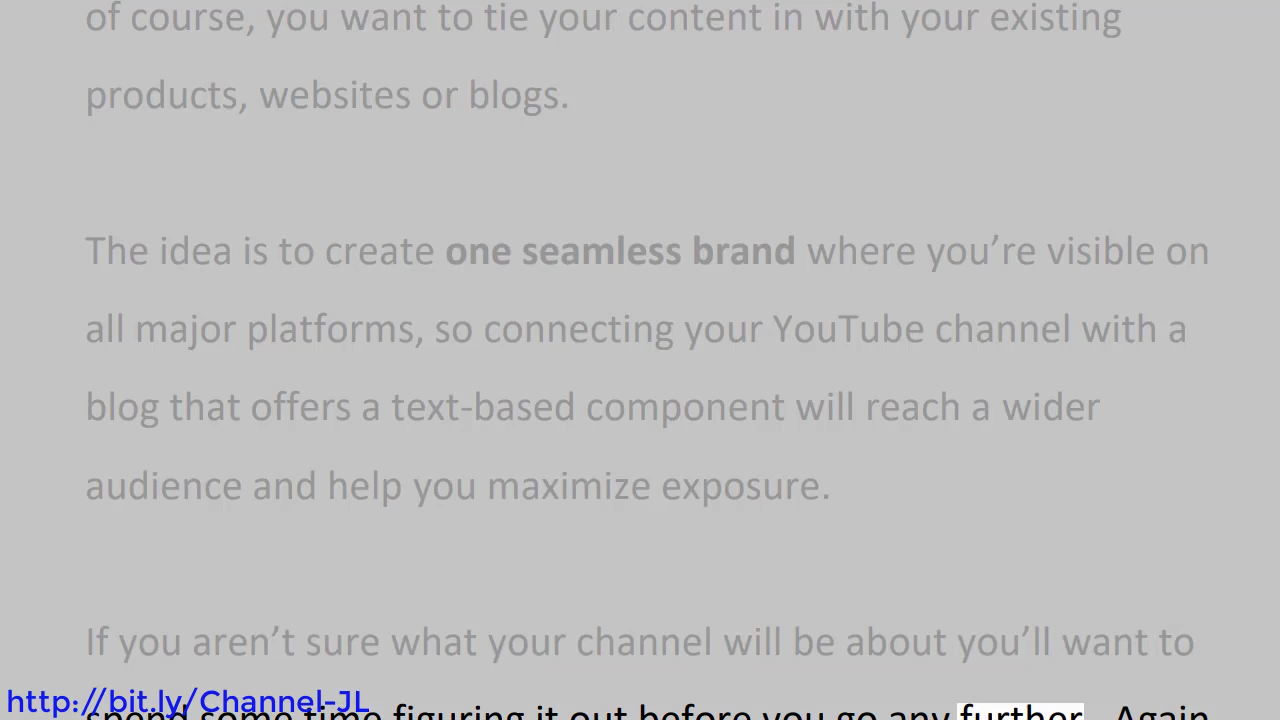 of course, you want to tie your content in with your existing
products, websites or blogs.
The idea is to create one seamless brand where you’re visible on
all major platforms, so connecting your YouTube channel with a
blog that offers a text-based component will reach a wider
audience and help you maximize exposure.
If you aren’t sure what your channel will be about you’ll want to
spend some time figuring it out before you go any further. Again
http://bit.ly/Channel-JL